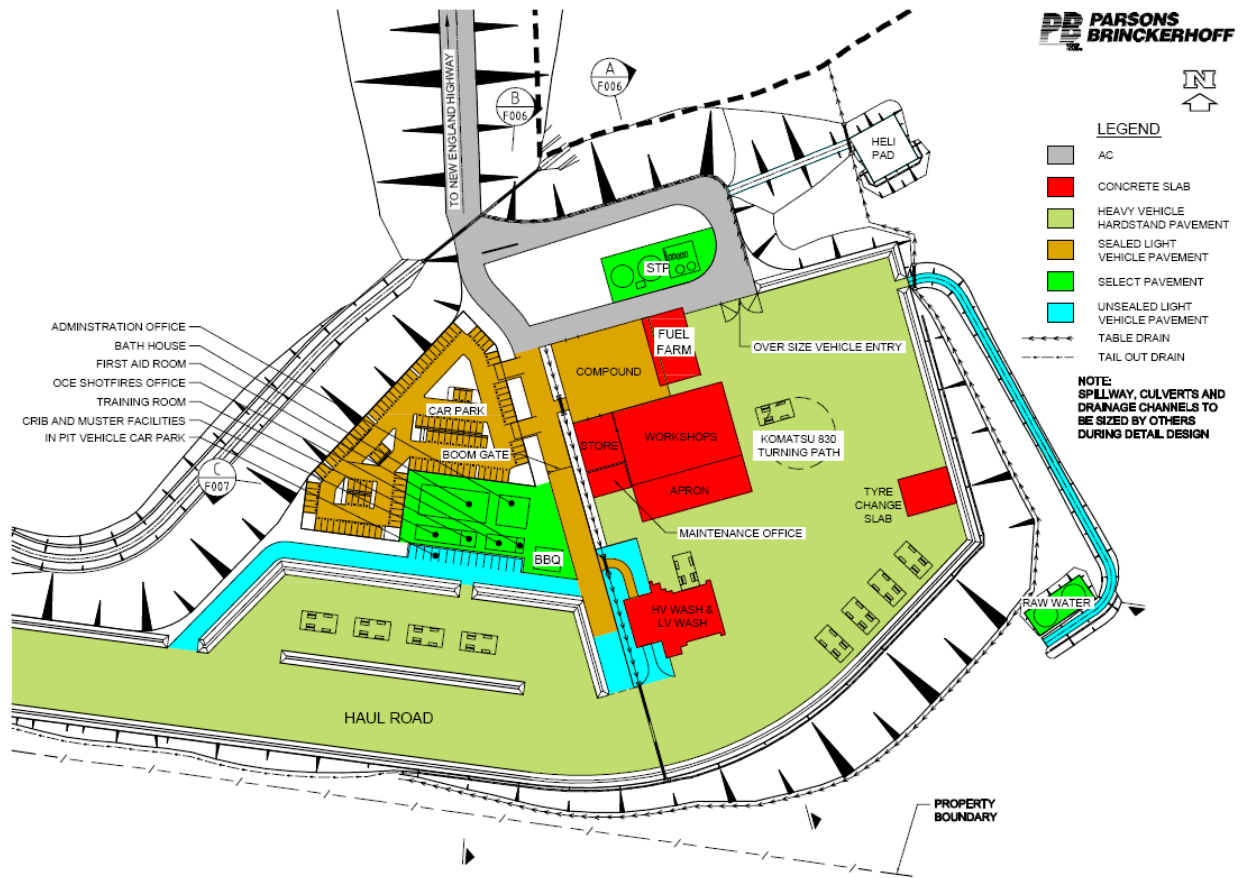 PARSONS
BRINCKERHOFF
PB
N
LEGEND
AC
CONCRETE SLAB
HEAVY VEHICLE
HARDSTAND PAVEMENT
SEALED LIGHT
VEHICLE PAVEMENT
SELECT PAVEMENT
UNSEALED LIGHT
VEHICLE PAVEMENT
TABLE DRAIN
TAIL OUT DRAIN
NOTE:
SPILLWAY, CULVERTS AND
DRAINAGE CHANNELS TO
BE SIZED BY OTHERS
DURING DETAIL DESIGN
TO NEW ENGLAND HIGHWAY
A
F006
B
F006
HELI
PAD
STP
ADMINSTRATION OFFICE
BATH HOUSE
FIRST AID ROOM
OCE SHOTFIRES OFFICE
TRAINING ROOM
CRIB AND MUSTER FACILITIES
IN PIT VEHICLE CAR PARK
C
F007
FUEL
FARM
OVER SIZE VEHICLE ENTRY
COMPOUND
CAR PARK
BOOM GATE
STORE
WORKSHOPS
KOMATSU 830
TURNING PATH
APRON
TYRE
CHANGE
SLAB
MAINTENANCE OFFICE
BBQ
HV WASH &
LV WASH
RAW WATER
HAUL ROAD
PROPERTY
BOUNDARY